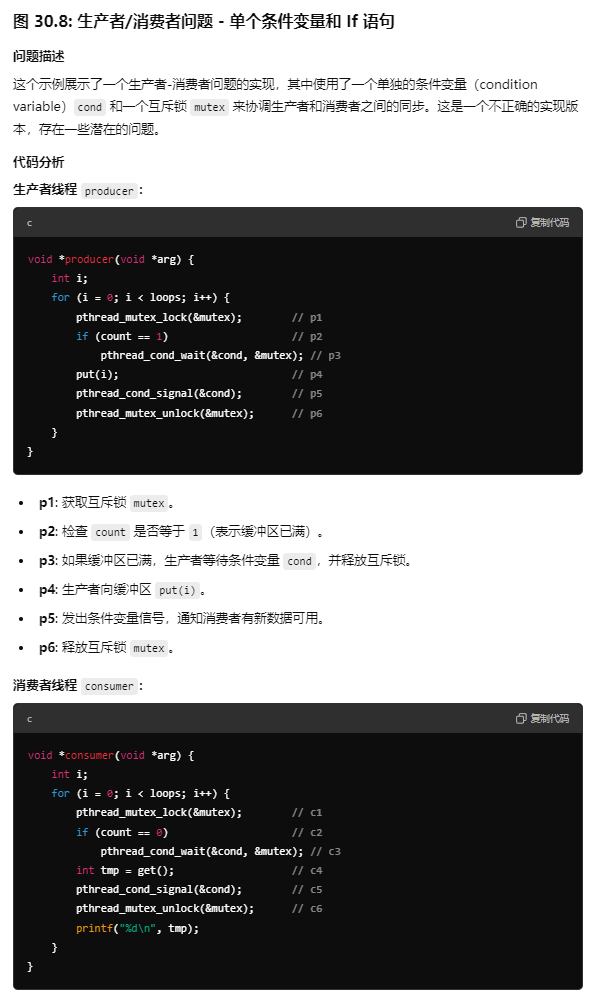 图 30.8: 生产者/消费者问题 - 单个条件变量和 If 语句
问题描述
这个示例展示了一个生产者-消费者问题的实现，其中使用了一个单独的条件变量（condition
variable） cond 和一个互斥锁 mutex 来协调生产者和消费者之间的同步。这是一个不正确的实现版
本，存在一些潜在的问题。
代码分析
生产者线程 producer：
c 复制代码
void *producer(void *arg) {
    int i;
    for (i = 0; i < loops; i++) {
        pthread_mutex_lock(&mutex);        // p1
        if (count == 1)                    // p2
            pthread_cond_wait(&cond, &mutex); // p3
        put(i);                            // p4
        pthread_cond_signal(&cond);        // p5
        pthread_mutex_unlock(&mutex);      // p6
    }
}
• p1: 获取互斥锁 mutex。
• p2: 检查 count 是否等于 1（表示缓冲区已满）。
• p3: 如果缓冲区已满，生产者等待条件变量 cond，并释放互斥锁。
• p4: 生产者向缓冲区 put(i)。
• p5: 发出条件变量信号，通知消费者有新数据可用。
• p6: 释放互斥锁 mutex。
消费者线程 consumer：
c 复制代码
void *consumer(void *arg) {
    int i;
    for (i = 0; i < loops; i++) {
        pthread_mutex_lock(&mutex);        // c1
        if (count == 0)                    // c2
            pthread_cond_wait(&cond, &mutex); // c3
        int tmp = get();                   // c4
        pthread_cond_signal(&cond);        // c5
        pthread_mutex_unlock(&mutex);      // c6
        printf("%d\n", tmp);
    }
}